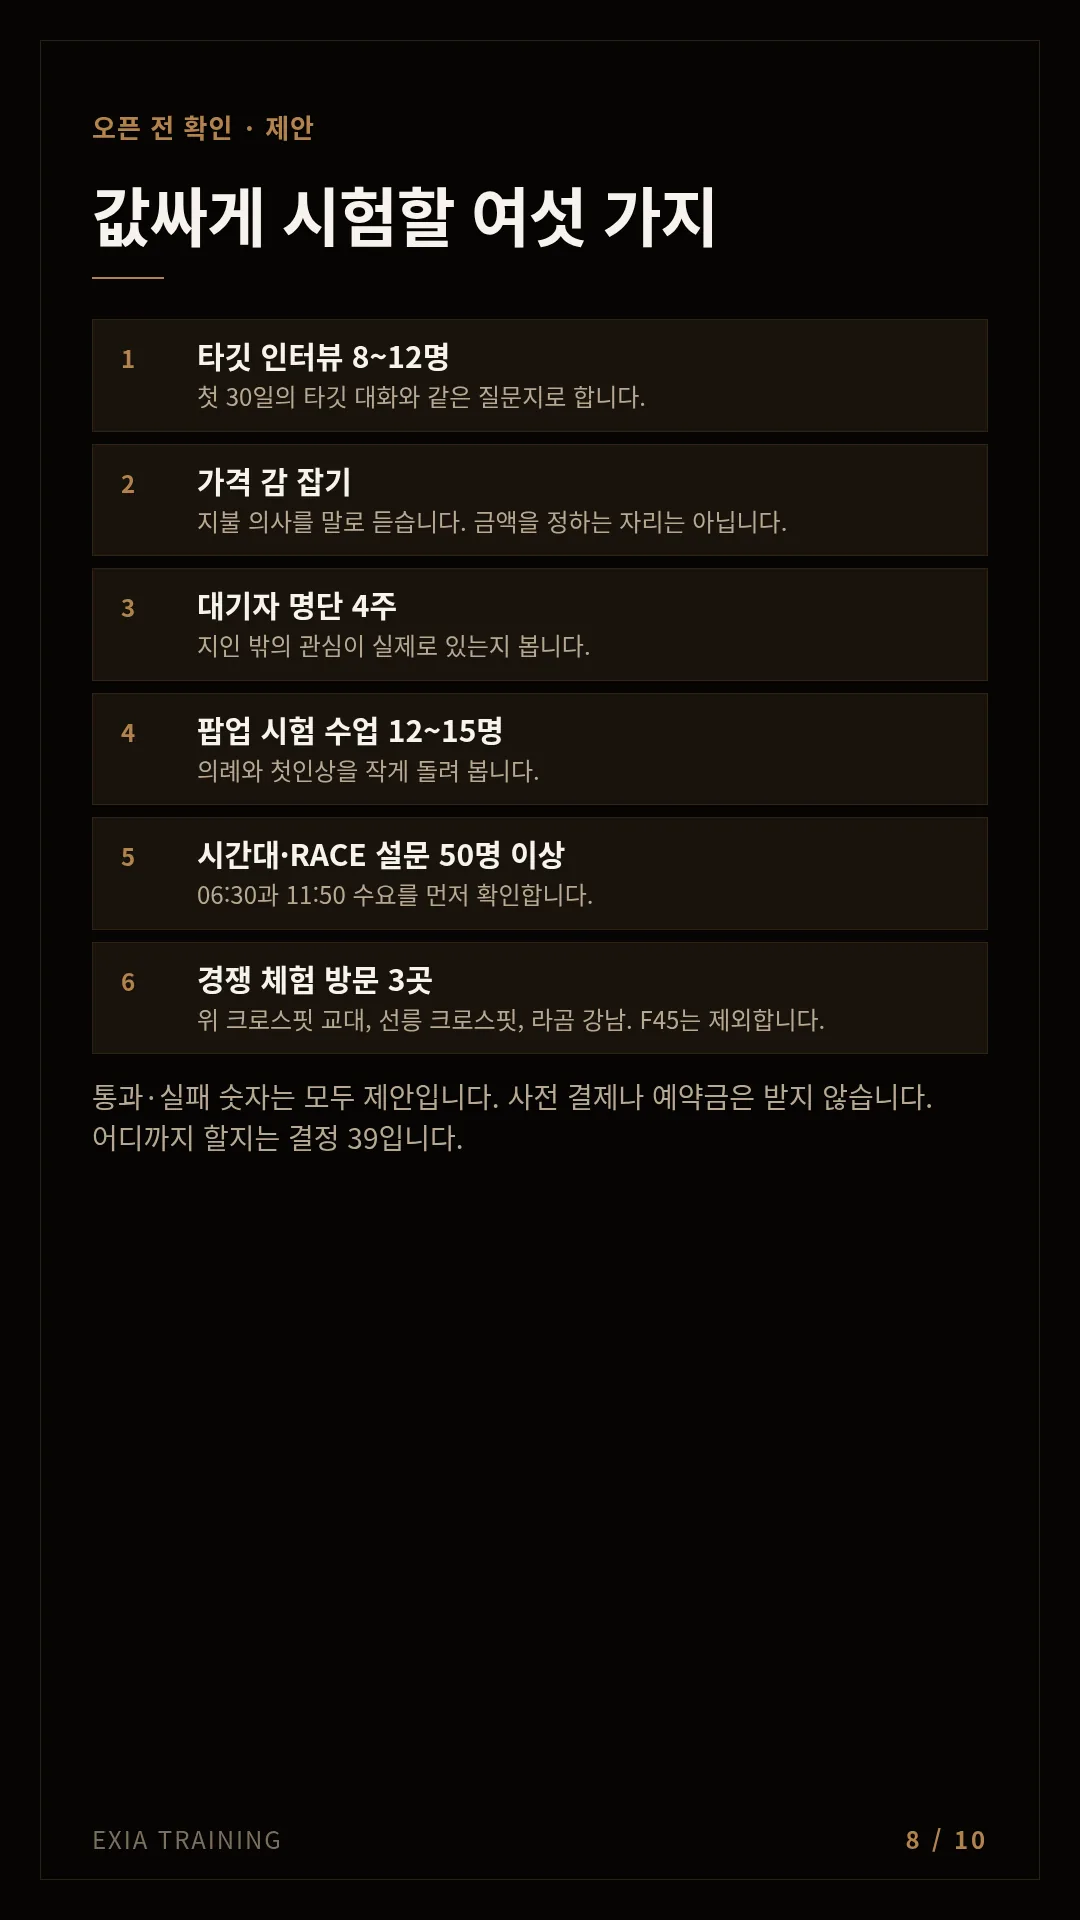 오픈 전 확인 · 제안
값싸게 시험할 여섯 가지
1
타깃 인터뷰 8~12명
첫 30일의 타깃 대화와 같은 질문지로 합니다.
2
가격 감 잡기
지불 의사를 말로 듣습니다. 금액을 정하는 자리는 아닙니다.
3
대기자 명단 4주
지인 밖의 관심이 실제로 있는지 봅니다.
4
팝업 시험 수업 12~15명
의례와 첫인상을 작게 돌려 봅니다.
5
시간대·RACE 설문 50명 이상
06:30과 11:50 수요를 먼저 확인합니다.
6
경쟁 체험 방문 3곳
위 크로스핏 교대, 선릉 크로스핏, 라곰 강남. F45는 제외합니다.
통과·실패 숫자는 모두 제안입니다. 사전 결제나 예약금은 받지 않습니다.
어디까지 할지는 결정 39입니다.
EXIA TRAINING
8 / 10